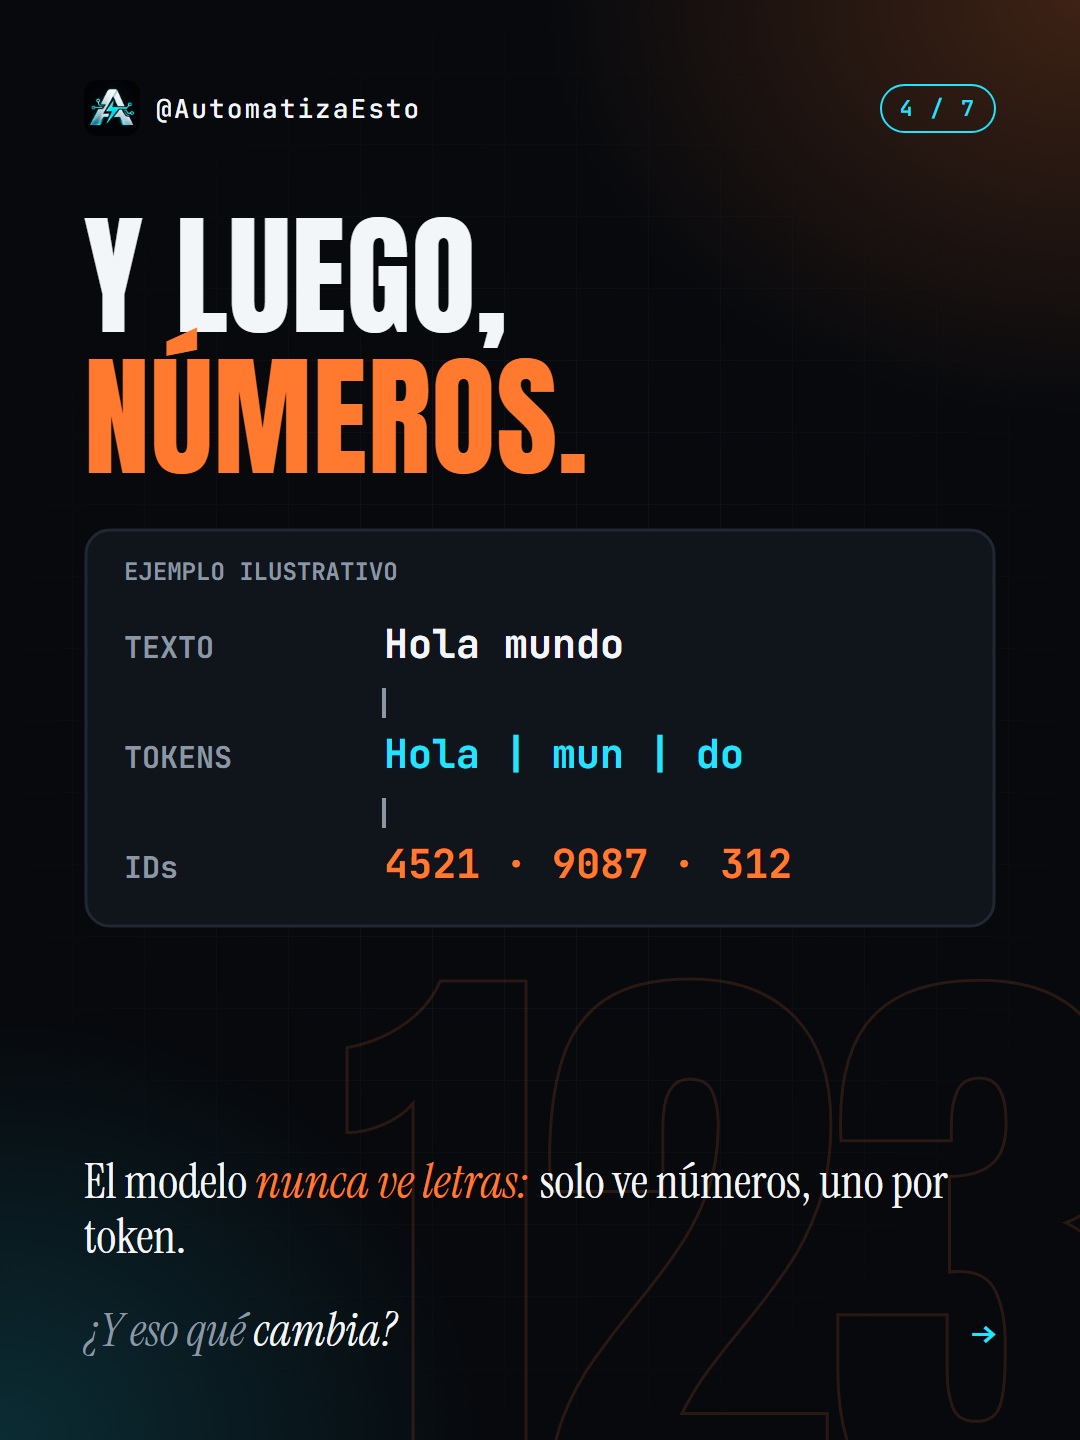 @AutomatizaEsto
4 / 7
Y LUEGO,
NÚMEROS.
EJEMPLO ILUSTRATIVO
TEXTO Hola mundo
TOKENS Hola | mun | do
IDs 4521 · 9087 · 312
123
El modelo nunca ve letras: solo ve números, uno por
token.
¿Y eso qué cambia? →